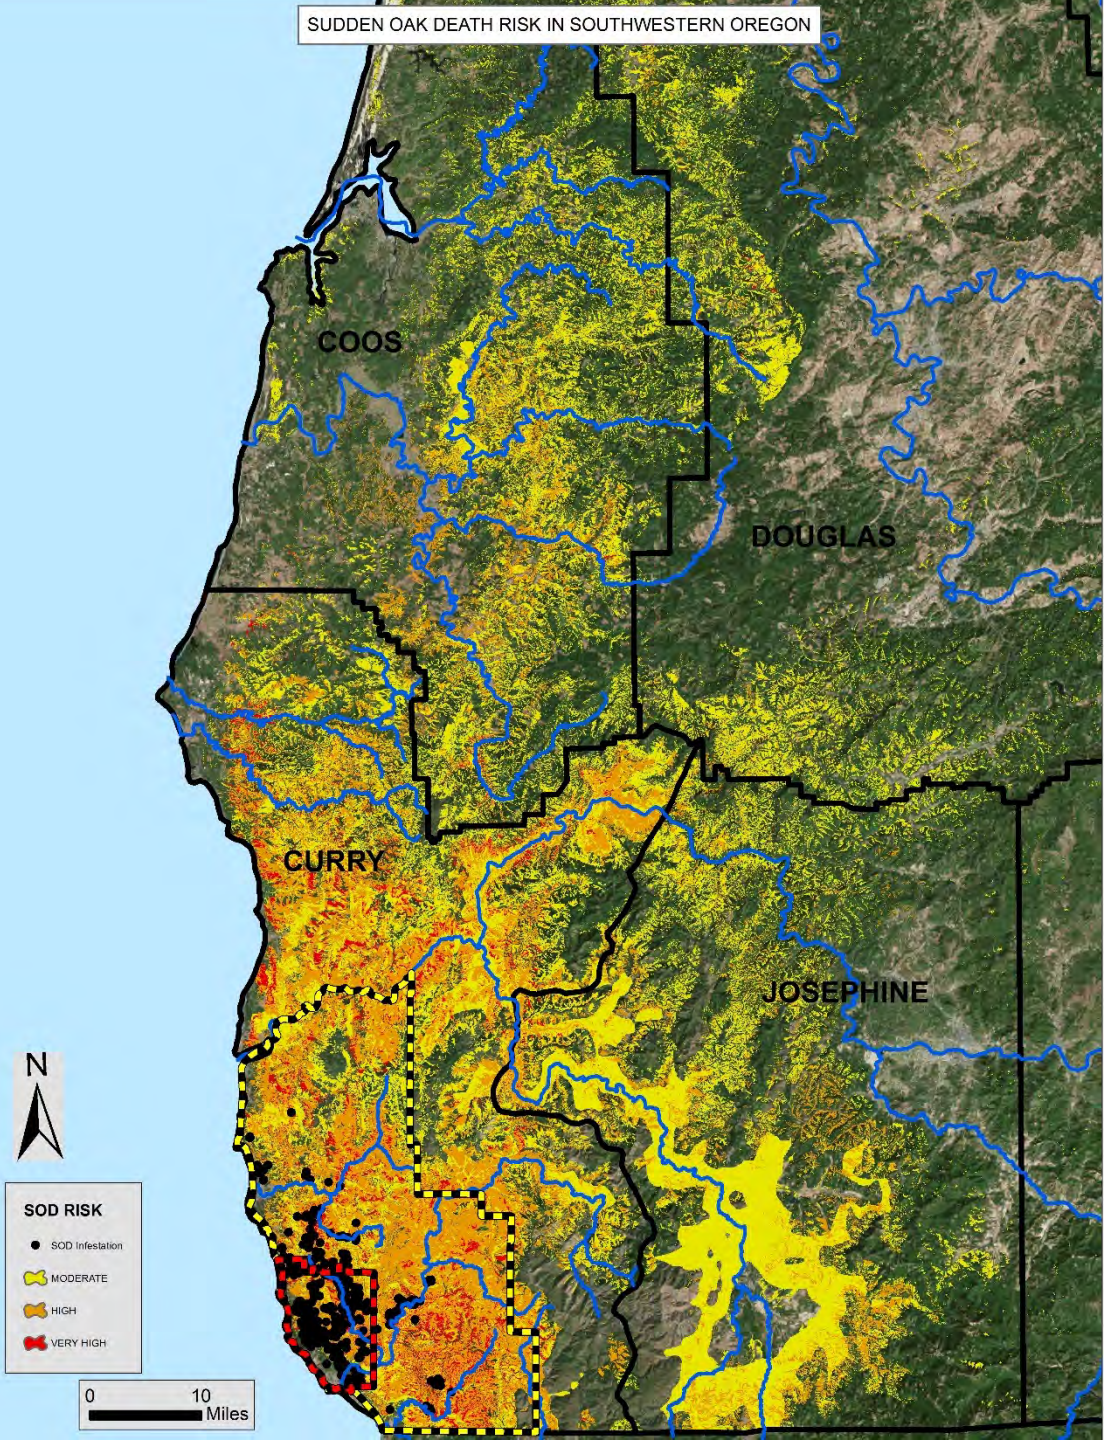 SUDDEN OAK DEATH RISK IN SOUTHWESTERN OREGON
COOS
DOUGLAS
CURRY
JOSEPHINE
N
SOD RISK
SOD Infestation
MODERATE
HIGH
VERY HIGH
0 10
Miles